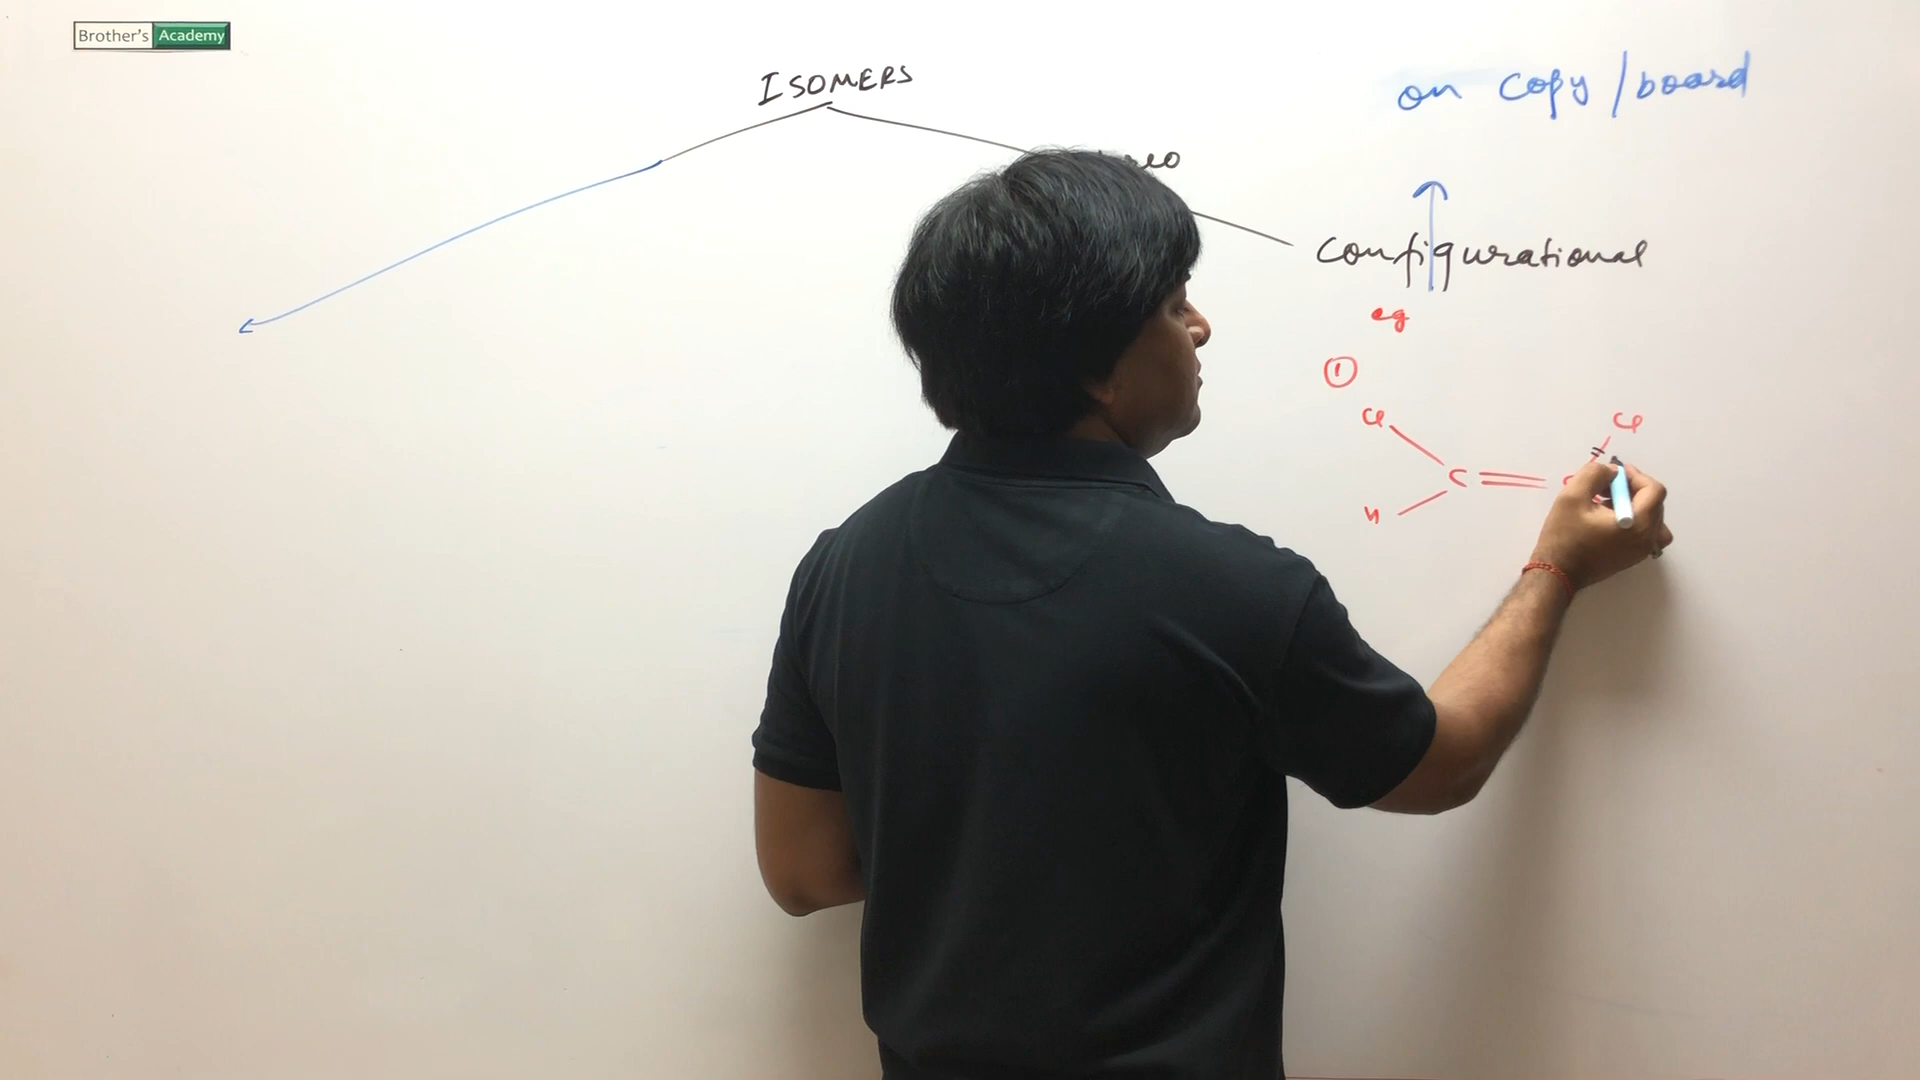 Brother's Academy
ISOMERS
on copy/board
Configurational
eg
1
Cl
Cl
C
H